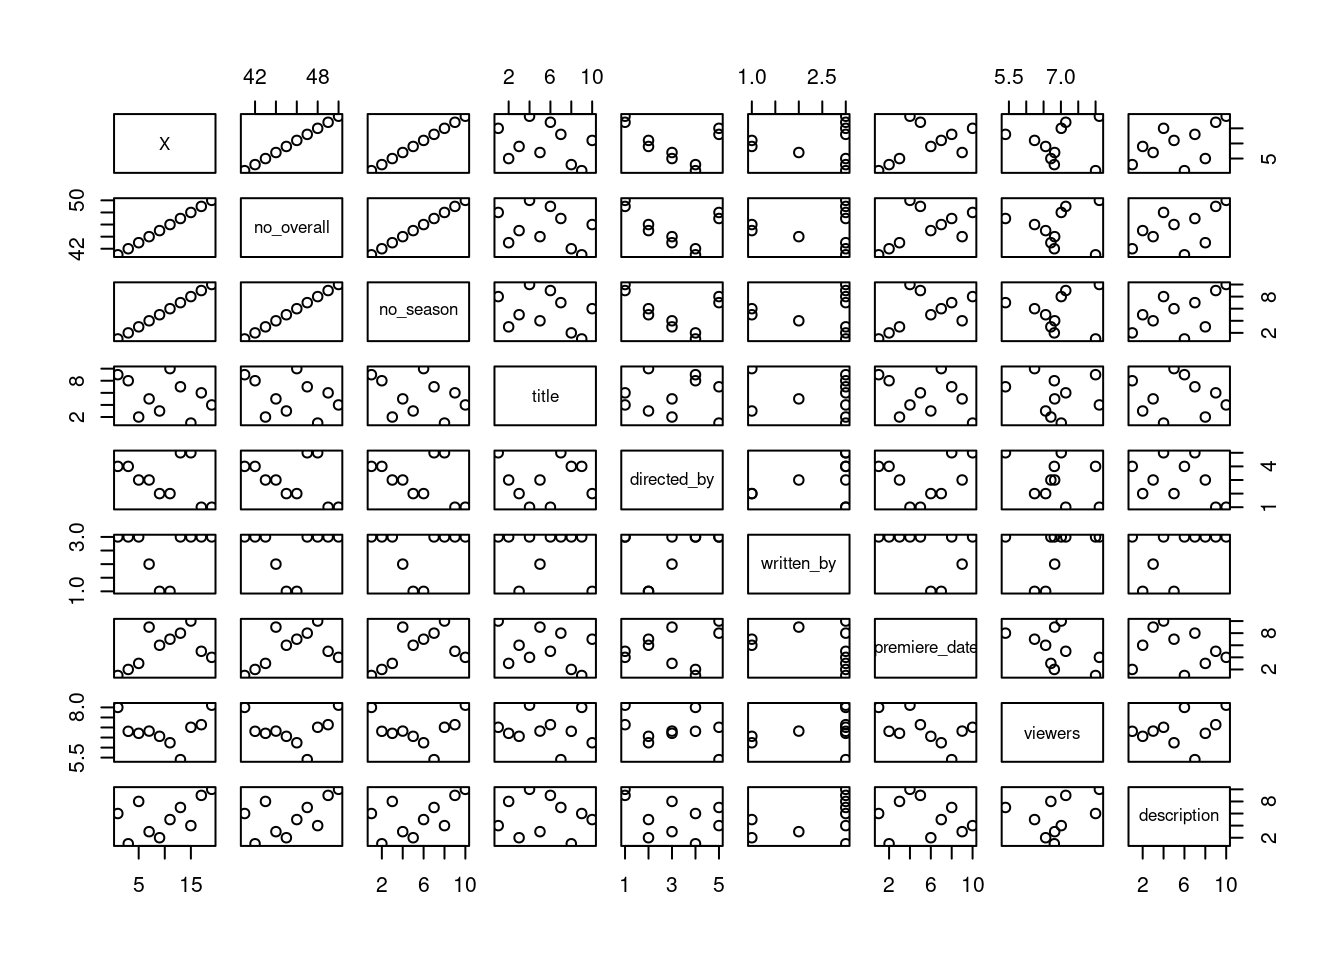 42 48 2 6 10 1.0 2.5 5.5 7.0
X 5
42 50 no_overall
no_season 2 8
2 8 title
directed_by 1 4
1.0 3.0 written_by
premiere_date 2 8
5.5 8.0 viewers
description 2 8
5 15 2 6 10 1 3 5 2 6 10 2 6 10